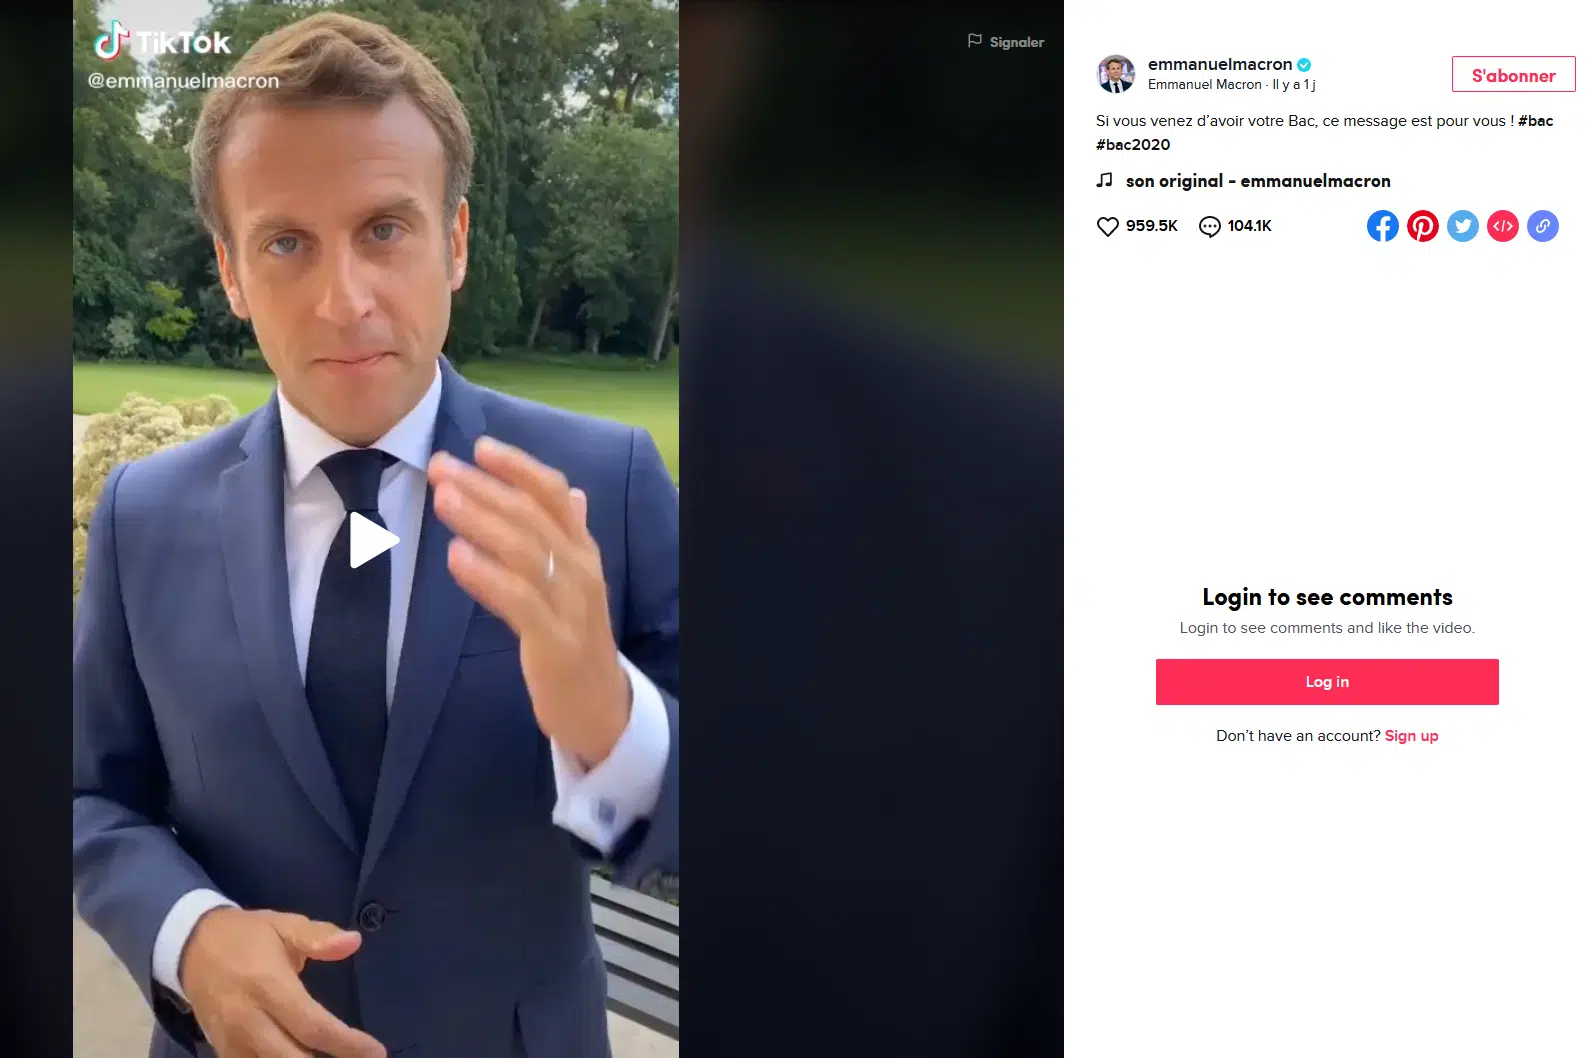 TikTok
@emmanuelmacron
Signaler
emmanuelmacron
Emmanuel Macron · Il y a 1 j
S'abonner
Si vous venez d’avoir votre Bac, ce message est pour vous ! #bac
#bac2020
son original - emmanuelmacron
959.5K
104.1K
Login to see comments
Login to see comments and like the video.
Log in
Don’t have an account? Sign up